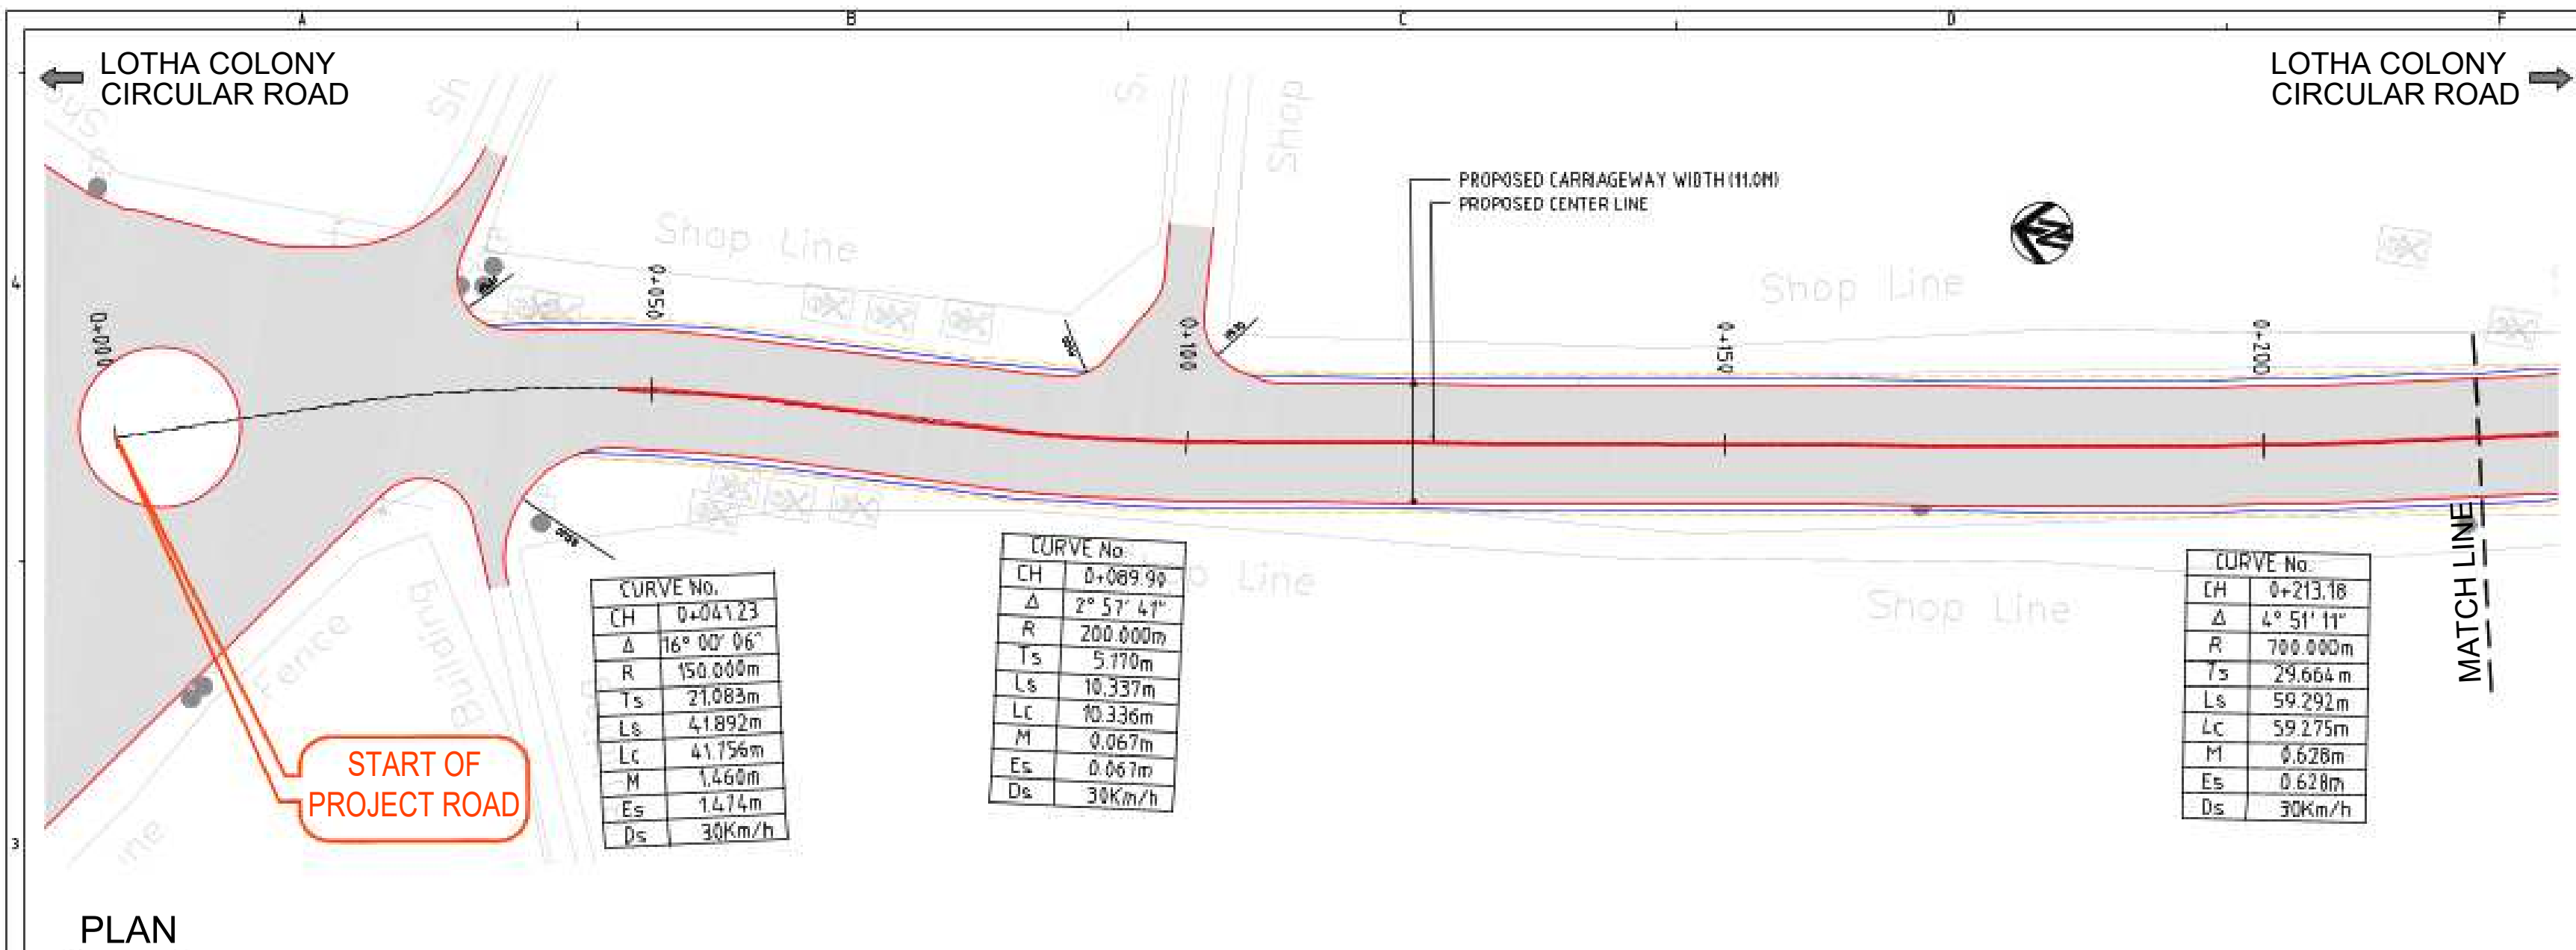 A
B
C
D
F
LOTHA COLONY
CIRCULAR ROAD
LOTHA COLONY
CIRCULAR ROAD
Sh
Shop
PROPOSED CARRIAGEWAY WIDTH (11.0M)
PROPOSED CENTER LINE
Shop Line
Shop Line
4
0+000
0+050
0+100
0+150
0+200
Line
Shop Line
Fence
Building
MATCH LINE
CURVE No.
CH 0+041.23
Δ 16° 00' 06"
R 150.000m
Ts 21.083m
Ls 41.892m
Lc 41.756m
M 1.460m
Es 1.474m
Ds 30Km/h
CURVE No.
CH 0+089.90
Δ 2° 57' 41"
R 200.000m
Ts 5.170m
Ls 10.337m
Lc 10.336m
M 0.067m
Es 0.067m
Ds 30Km/h
CURVE No.
CH 0+213.18
Δ 4° 51' 11"
R 700.000m
Ts 29.664m
Ls 59.292m
Lc 59.275m
M 0.628m
Es 0.628m
Ds 30Km/h
START OF
PROJECT ROAD
3
ine
PLAN